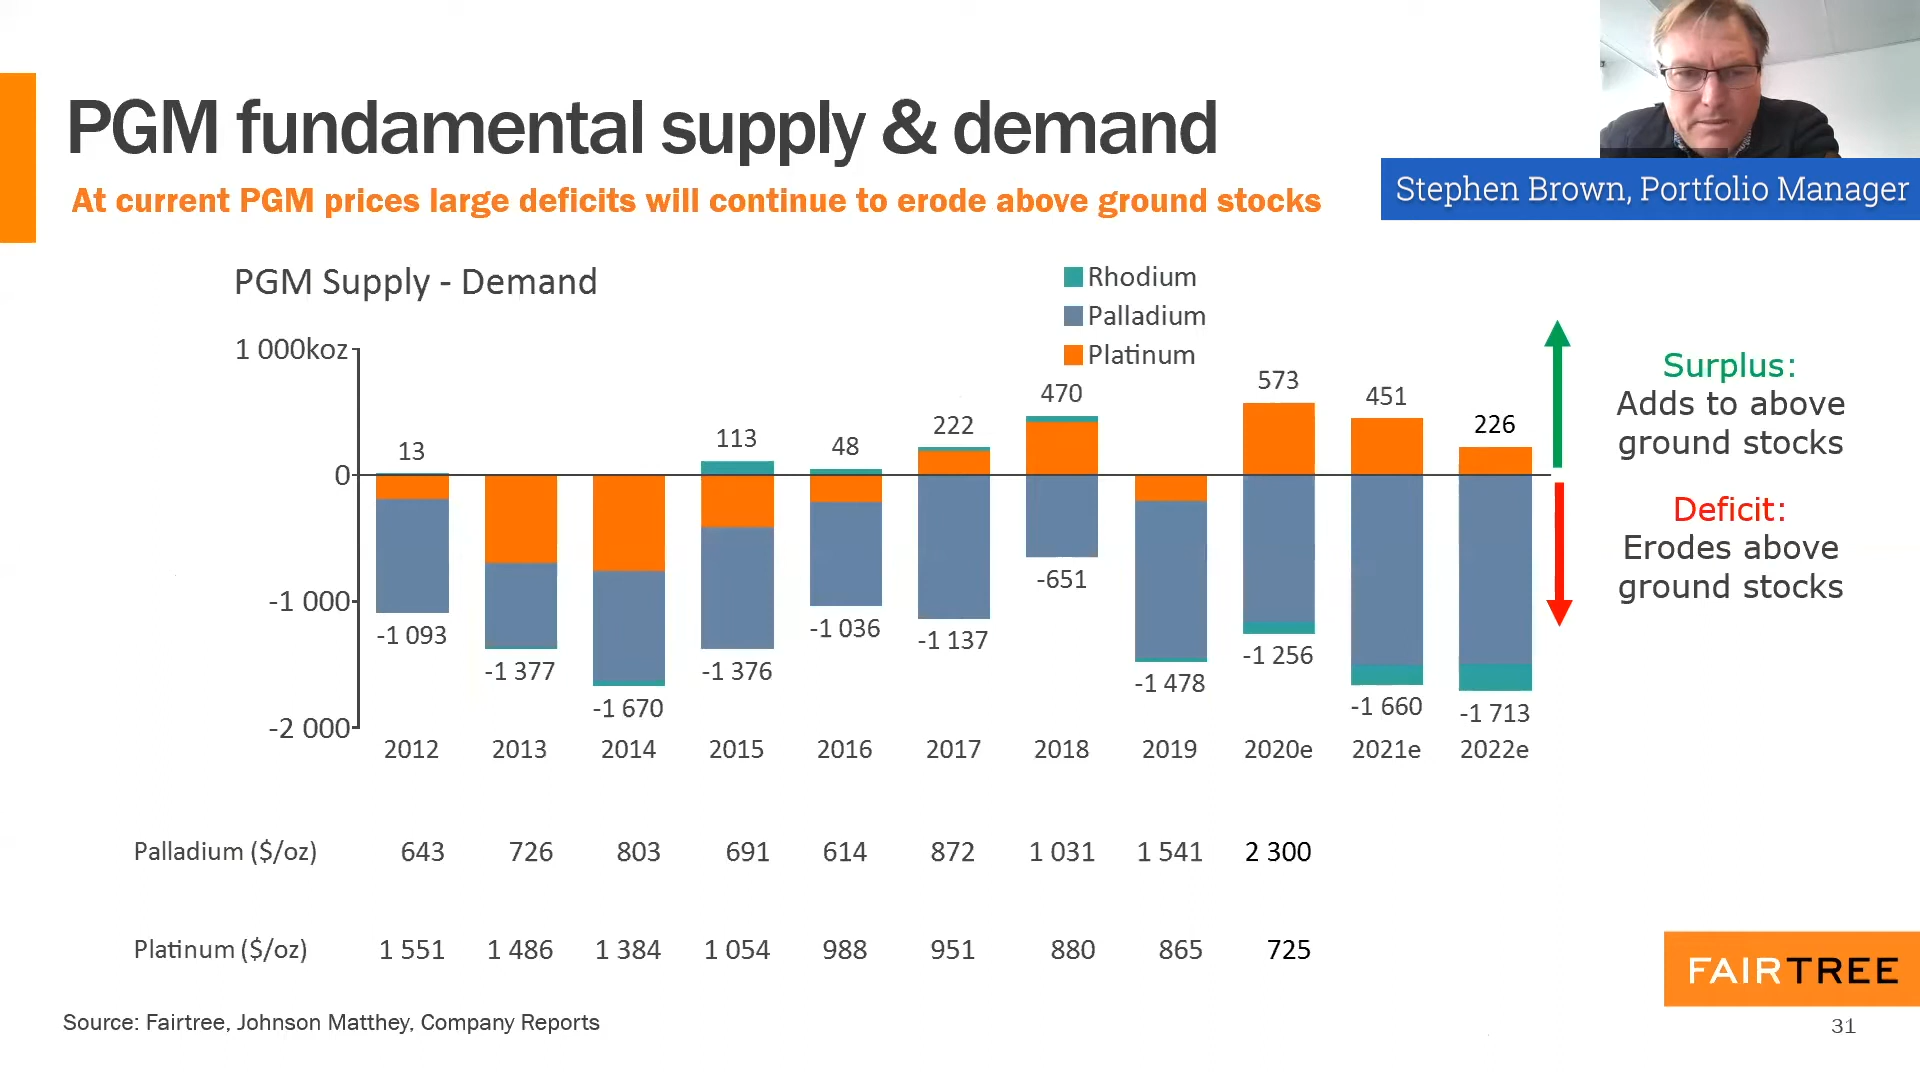 PGM fundamental supply & demand
At current PGM prices large deficits will continue to erode above ground stocks
Stephen Brown, Portfolio Manager
PGM Supply - Demand
Rhodium
Palladium
Platinum
1 000koz
0
-1 000
-2 000
13
113
48
222
470
573
451
226
-1 093
-1 377
-1 670
-1 376
-1 036
-1 137
-651
-1 478
-1 256
-1 660
-1 713
2012 2013 2014 2015 2016 2017 2018 2019 2020e 2021e 2022e
Surplus:
Adds to above
ground stocks
Deficit:
Erodes above
ground stocks
Palladium ($/oz) 643 726 803 691 614 872 1 031 1 541 2 300
Platinum ($/oz) 1 551 1 486 1 384 1 054 988 951 880 865 725
FAIRTREE
Source: Fairtree, Johnson Matthey, Company Reports
31